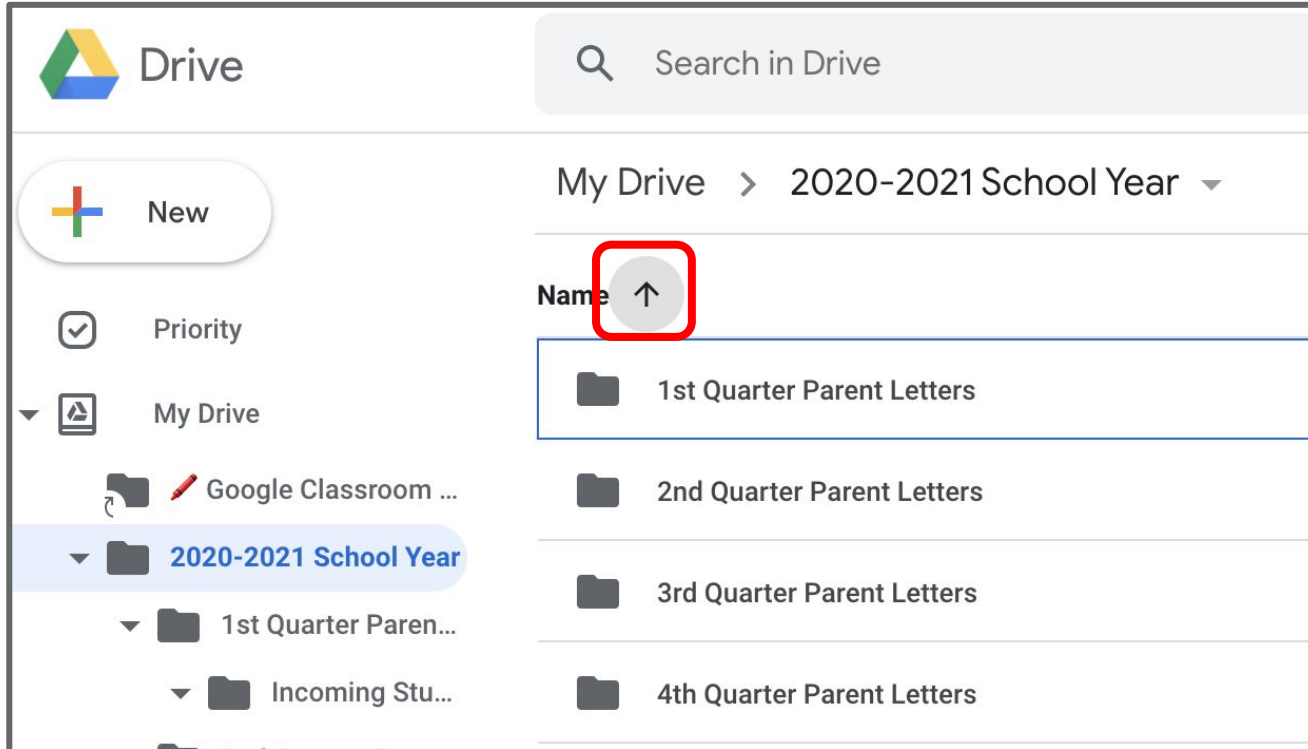 Drive
Search in Drive
New
My Drive > 2020-2021 School Year
Name
Priority
My Drive
Google Classroom ...
2020-2021 School Year
1st Quarter Paren...
Incoming Stu...
1st Quarter Parent Letters
2nd Quarter Parent Letters
3rd Quarter Parent Letters
4th Quarter Parent Letters